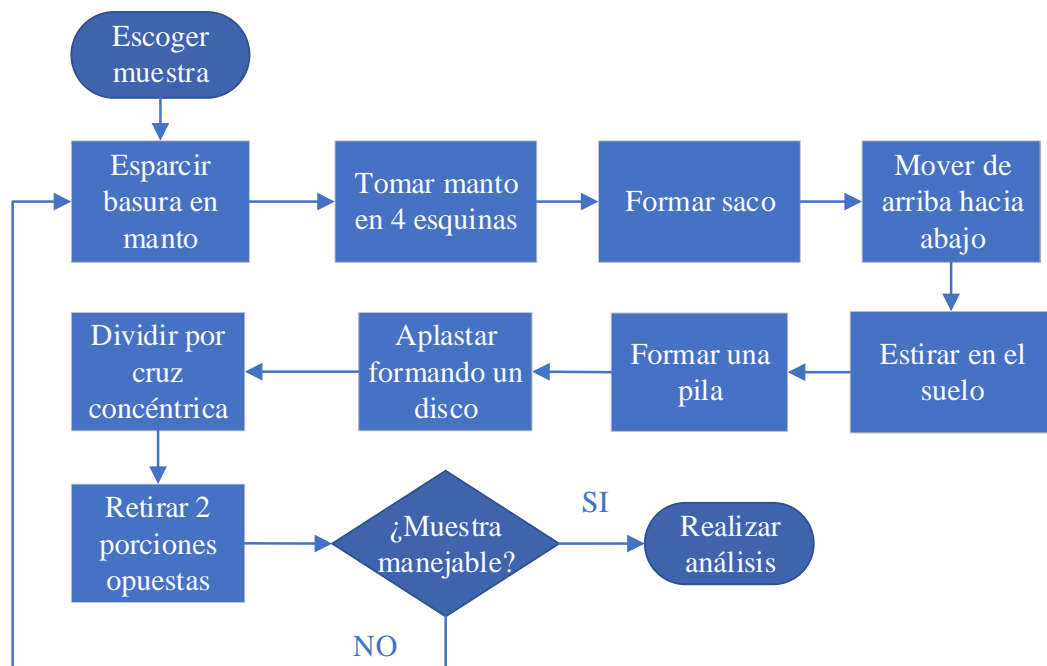 Escoger
muestra
Esparcir
basura en
manto
Tomar manto
en 4 esquinas
Formar saco
Mover de
arriba hacia
abajo
Estirar en el
suelo
Formar una
pila
Aplastar
formando un
disco
Dividir por
cruz
concéntrica
Retirar 2
porciones
opuestas
¿Muestra
manejable?
SI
Realizar
análisis
NO